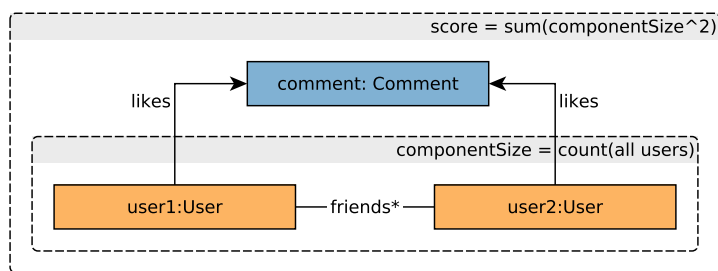 score = sum(componentSize^2)
comment: Comment
likes
likes
componentSize = count(all users)
user1:User
friends*
user2:User